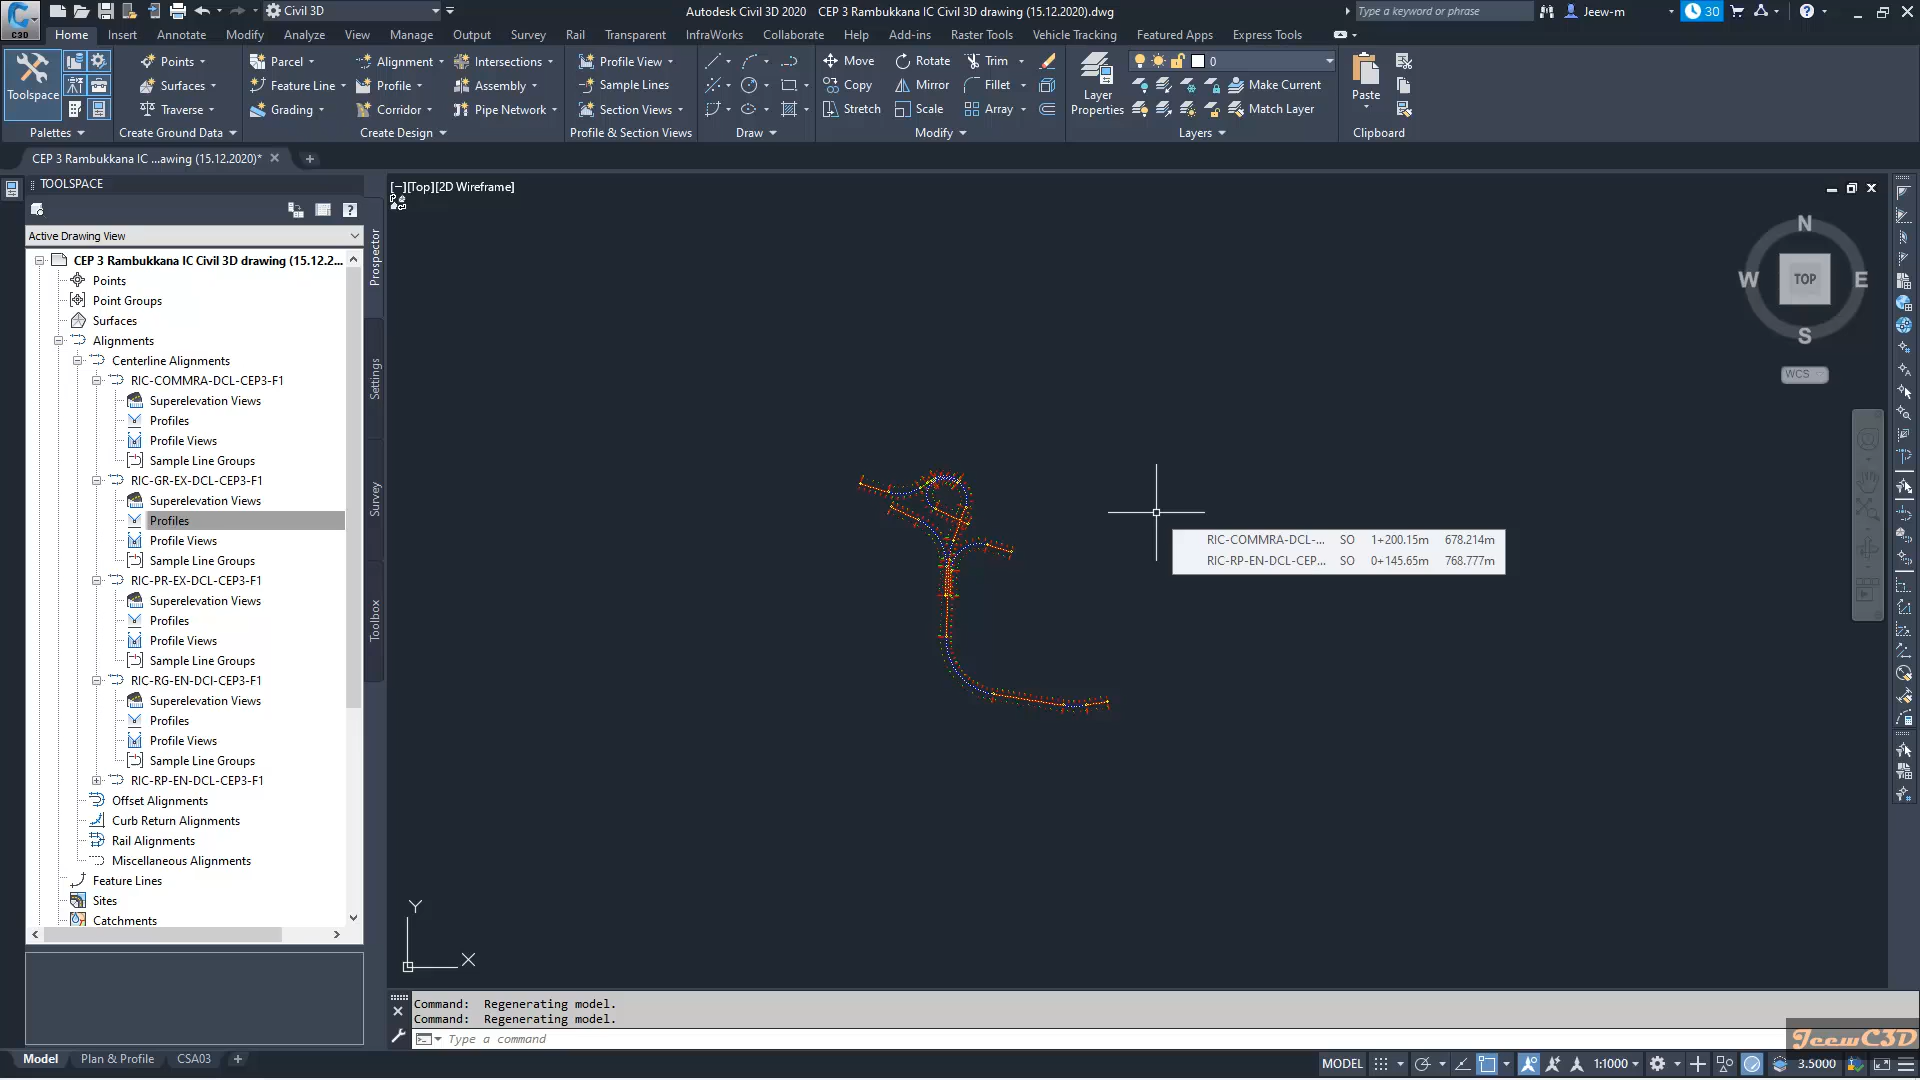 C3D
Civil 3D
Autodesk Civil 3D 2020 CEP 3 Rambukkana IC Civil 3D drawing (15.12.2020).dwg
Type a keyword or phrase
Jeew-m
30
Home Insert Annotate Modify Analyze View Manage Output Survey Rail Transparent InfraWorks Collaborate Help Add-ins Raster Tools Vehicle Tracking Featured Apps Express Tools
Points Parcel Alignment Intersections Profile View Move Rotate Trim 0
Toolspace Surfaces Feature Line Profile Assembly Sample Lines Copy Mirror Fillet Layer Properties Make Current Paste
Traverse Grading Corridor Pipe Network Section Views Stretch Scale Array Match Layer
Palettes Create Ground Data Create Design Profile & Section Views Draw Modify Layers Clipboard
CEP 3 Rambukkana IC ...awing (15.12.2020)*
TOOLSPACE
Active Drawing View
CEP 3 Rambukkana IC Civil 3D drawing (15.12.2...
Points
Point Groups
Surfaces
Alignments
Centerline Alignments
RIC-COMMRA-DCL-CEP3-F1
Superelevation Views
Profiles
Profile Views
Sample Line Groups
RIC-GR-EX-DCL-CEP3-F1
Superelevation Views
Profiles
Profile Views
Sample Line Groups
RIC-PR-EX-DCL-CEP3-F1
Superelevation Views
Profiles
Profile Views
Sample Line Groups
RIC-RG-EN-DCl-CEP3-F1
Superelevation Views
Profiles
Profile Views
Sample Line Groups
RIC-RP-EN-DCL-CEP3-F1
Offset Alignments
Curb Return Alignments
Rail Alignments
Miscellaneous Alignments
Feature Lines
Sites
Catchments
Prospector
Settings
Survey
Toolbox
[−][Top][2D Wireframe]
N
W TOP E
S
WCS
RIC-COMMRA-DCL-... SO 1+200.15m 678.214m
RIC-RP-EN-DCL-CEP... SO 0+145.65m 768.777m
Y
X
Command: Regenerating model.
Command: Regenerating model.
Type a command
JeewC3D
Model Plan & Profile CSA03
MODEL 1:1000 3.5000